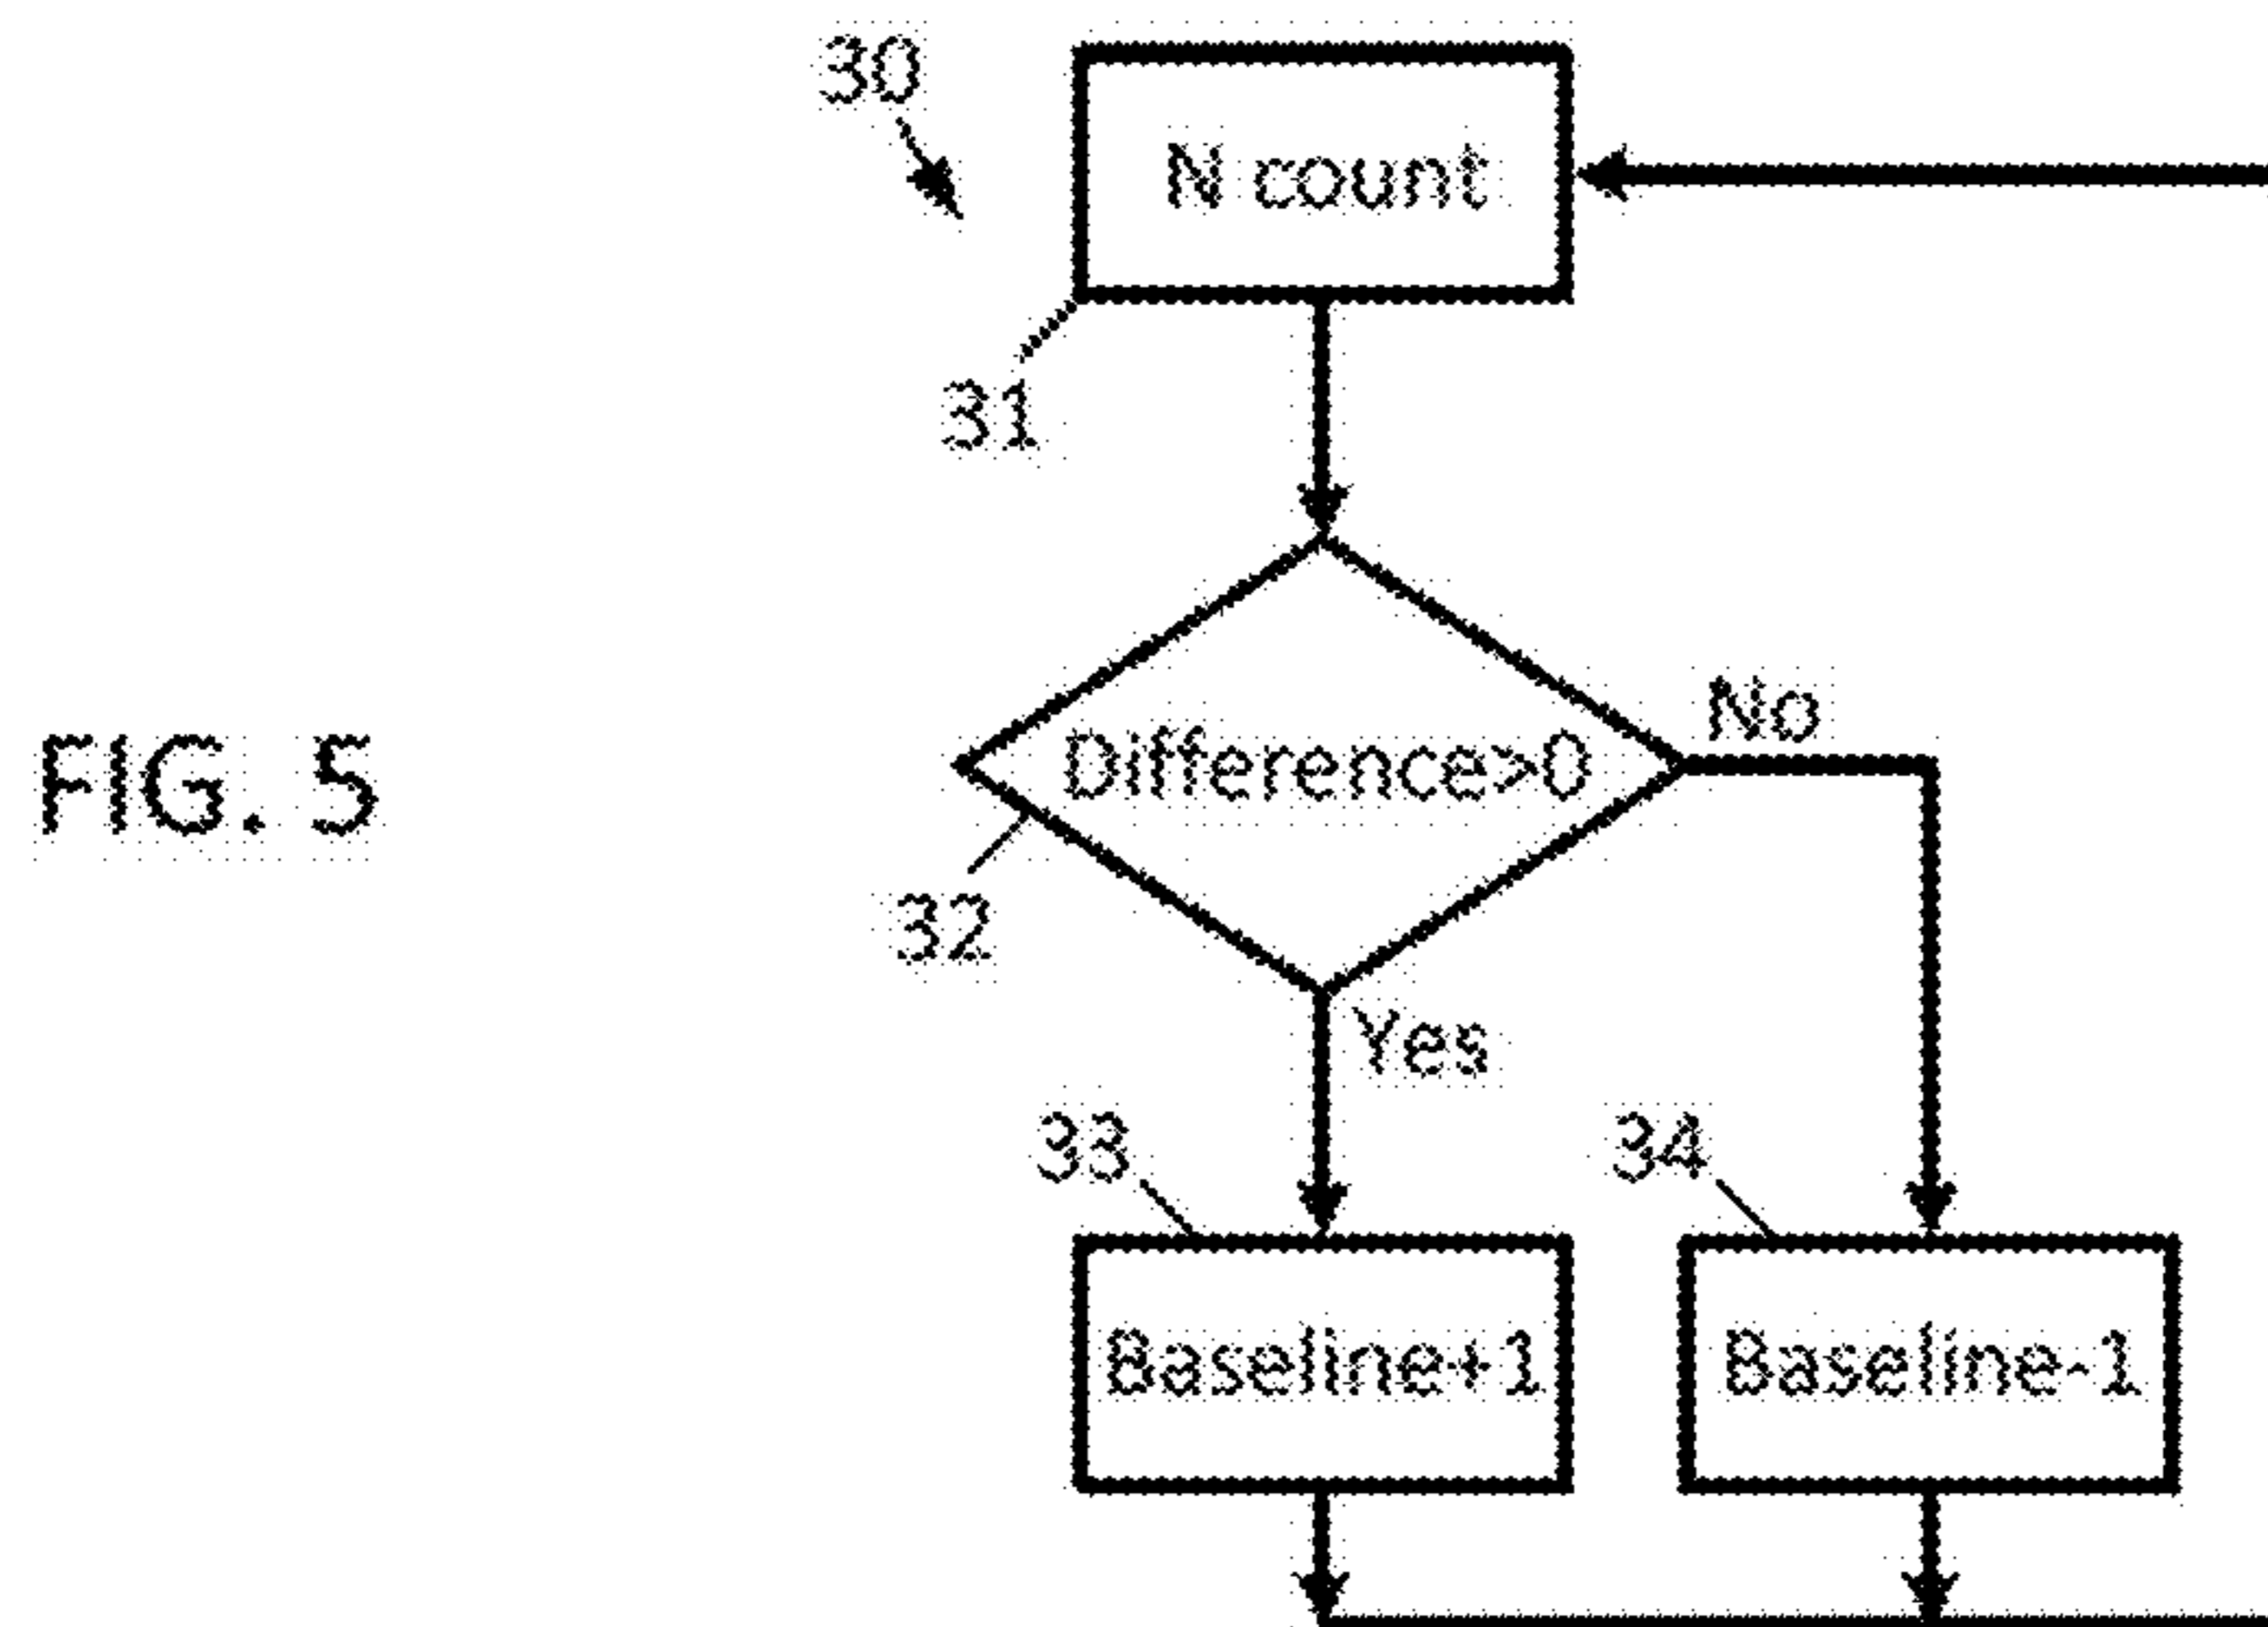 30
N count
31
Difference>0
No
FIG. 5
32
Yes
33
34
Baseline+1
Baseline-1